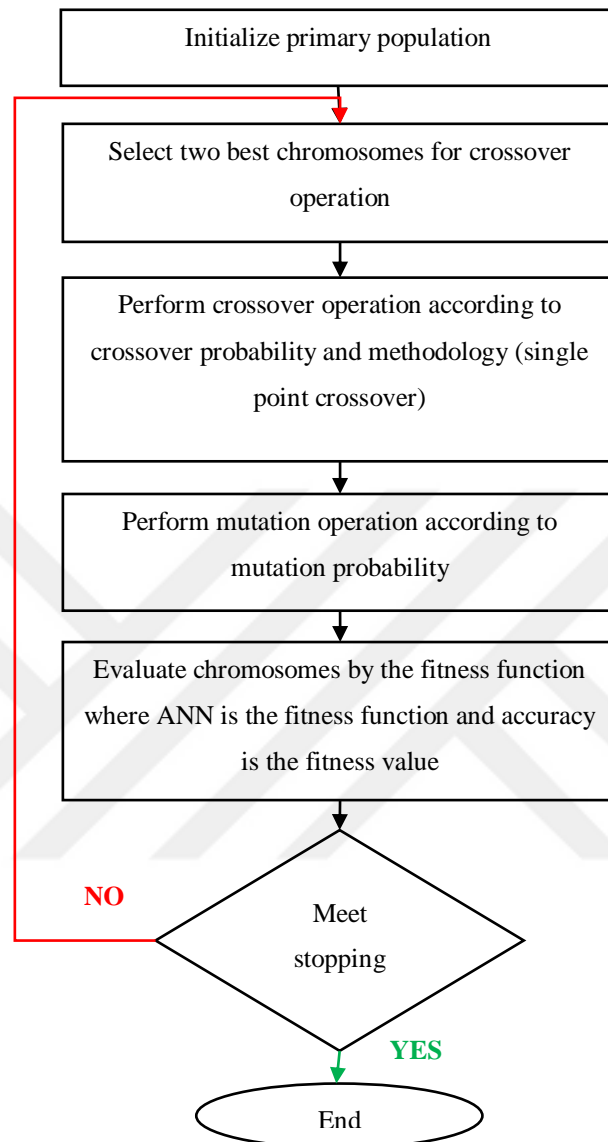 Initialize primary population
Select two best chromosomes for crossover
operation
Perform crossover operation according to
crossover probability and methodology (single
point crossover)
Perform mutation operation according to
mutation probability
Evaluate chromosomes by the fitness function
where ANN is the fitness function and accuracy
is the fitness value
NO
Meet
stopping
YES
End